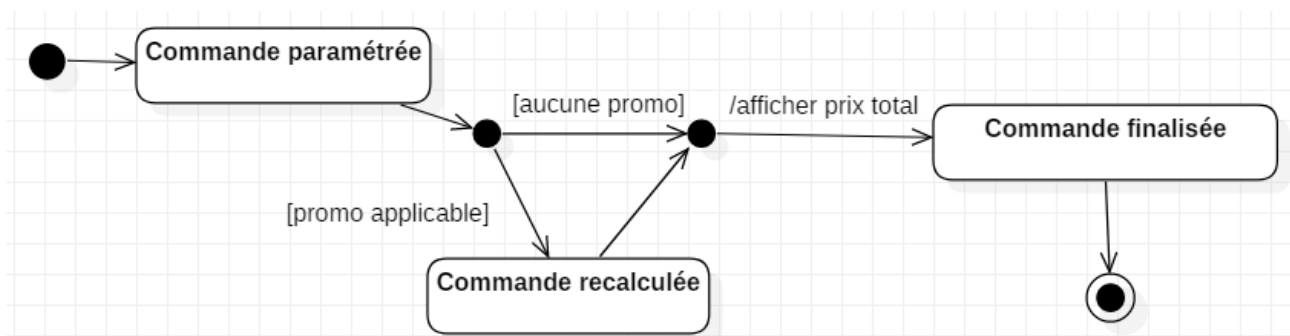 Commande paramétrée
[aucune promo]
/afficher prix total
Commande finalisée
[promo applicable]
Commande recalculée